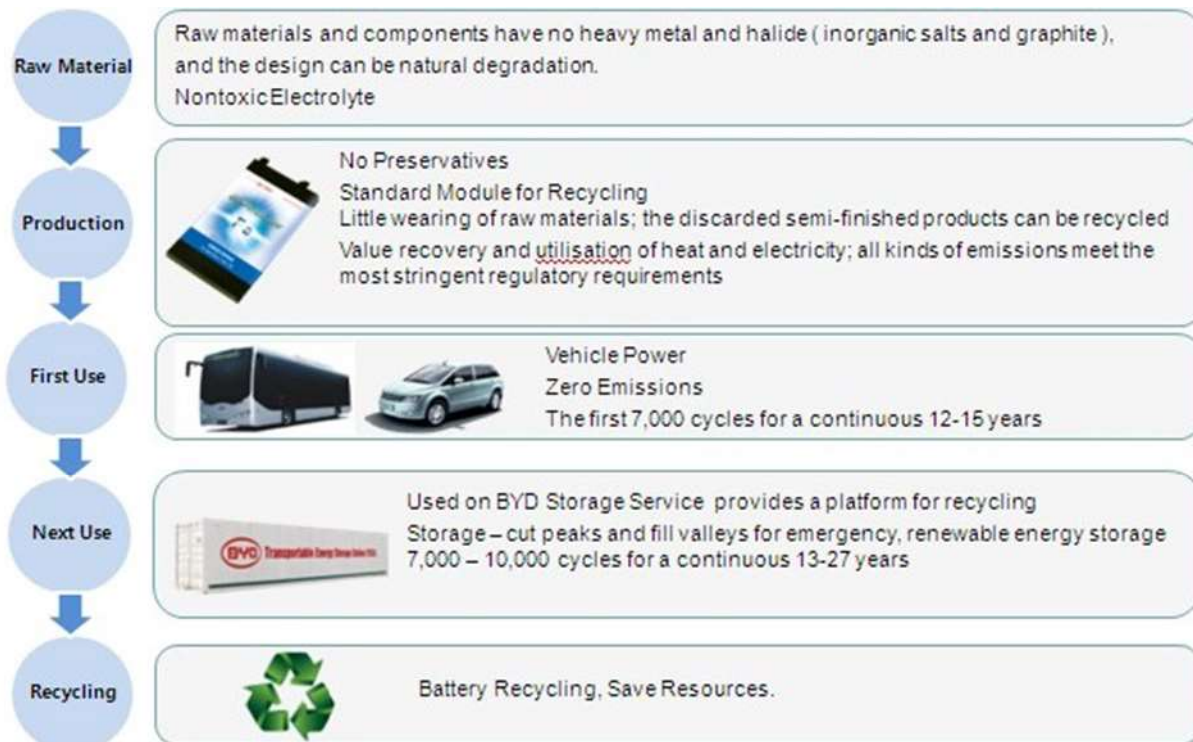 Raw Material
Raw materials and components have no heavy metal and halide ( inorganic salts and graphite ),
and the design can be natural degradation.
Nontoxic Electrolyte
Production
No Preservatives
Standard Module for Recycling
Little wearing of raw materials; the discarded semi-finished products can be recycled
Value recovery and utilisation of heat and electricity; all kinds of emissions meet the
most stringent regulatory requirements
First Use
Vehicle Power
Zero Emissions
The first 7,000 cycles for a continuous 12-15 years
Next Use
BYD Transportable Energy Storage
Used on BYD Storage Service provides a platform for recycling
Storage – cut peaks and fill valleys for emergency, renewable energy storage
7,000 – 10,000 cycles for a continuous 13-27 years
Recycling
Battery Recycling, Save Resources.